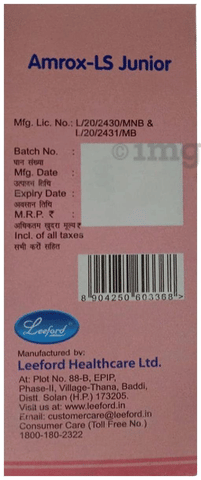 Amrox-LS Junior
Mfg. Lic. No.: L/20/2430/MNB &
L/20/2431/MB
Batch No. :
घान संख्या
Mfg. Date :
उत्पादन तिथि
Expiry Date :
अवसान तिथि
M.R.P. ₹ :
अधिकतम खुदरा मूल्य ₹
Incl. of all taxes
सभी करों सहित
8 904250 603368 >
Leeford
Manufactured by:
Leeford Healthcare Ltd.
At: Plot No. 88-B, EPIP,
Phase-II, Village-Thana, Baddi,
Distt. Solan (H.P.) 173205.
Visit us at: www.leeford.in
Email: customercare@leeford.in
Consumer Care (Toll Free No.)
1800-180-2322